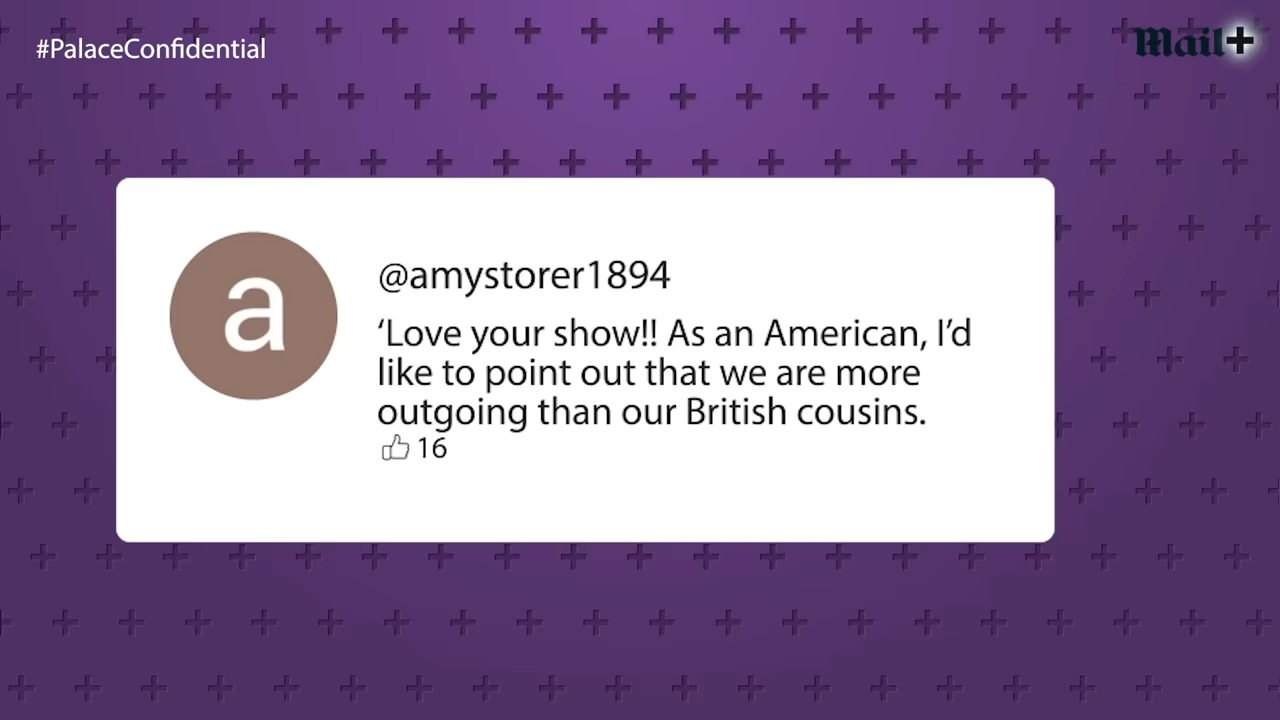 #PalaceConfidential
Mail+
a
@amystorer1894
‘Love your show!! As an American, I’d
like to point out that we are more
outgoing than our British cousins.
16